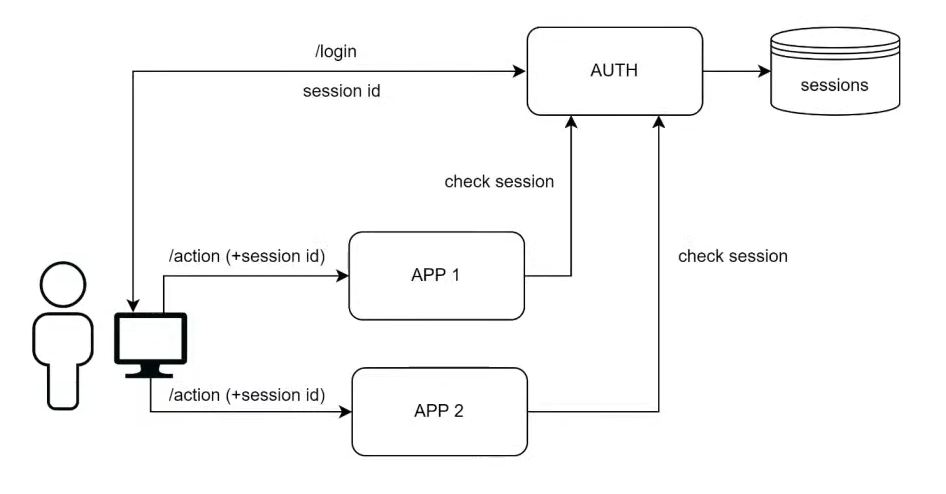 /login
session id
AUTH
sessions
check session
/action (+session id)
APP 1
check session
/action (+session id)
APP 2